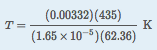 T = (0.00332)(435) / (1.65 × 10⁻⁵)(62.36) K